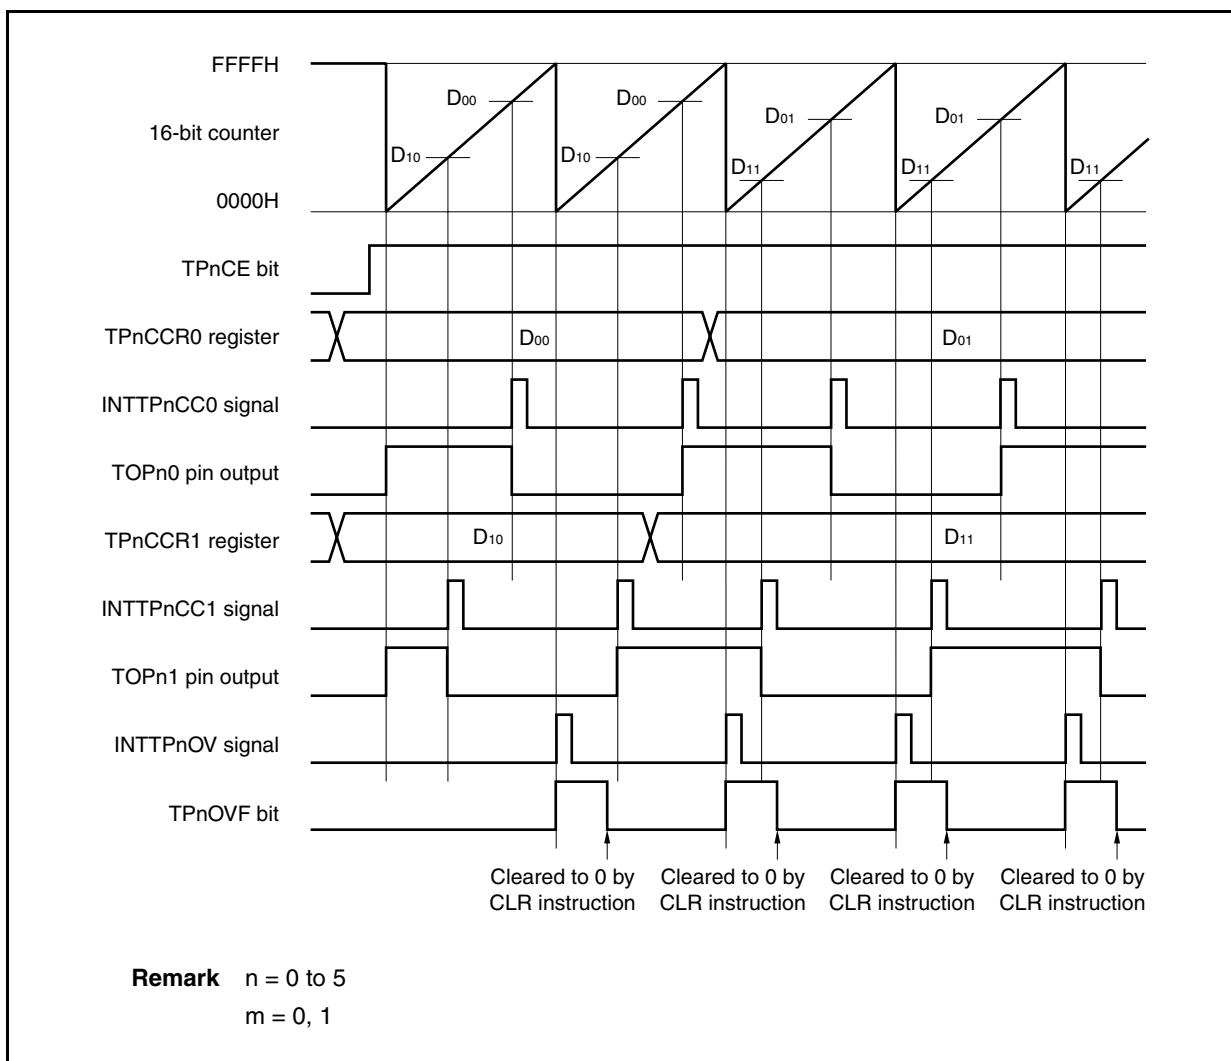 FFFFH
D00
D00
D01
D01
16-bit counter
D10
D10
D11
D11
D11
0000H
TPnCE bit
TPnCCR0 register
D00
D01
INTTPnCC0 signal
TOPn0 pin output
TPnCCR1 register
D10
D11
INTTPnCC1 signal
TOPn1 pin output
INTTPnOV signal
TPnOVF bit
Cleared to 0 by
CLR instruction
Cleared to 0 by
CLR instruction
Cleared to 0 by
CLR instruction
Cleared to 0 by
CLR instruction
Remark n = 0 to 5
m = 0, 1